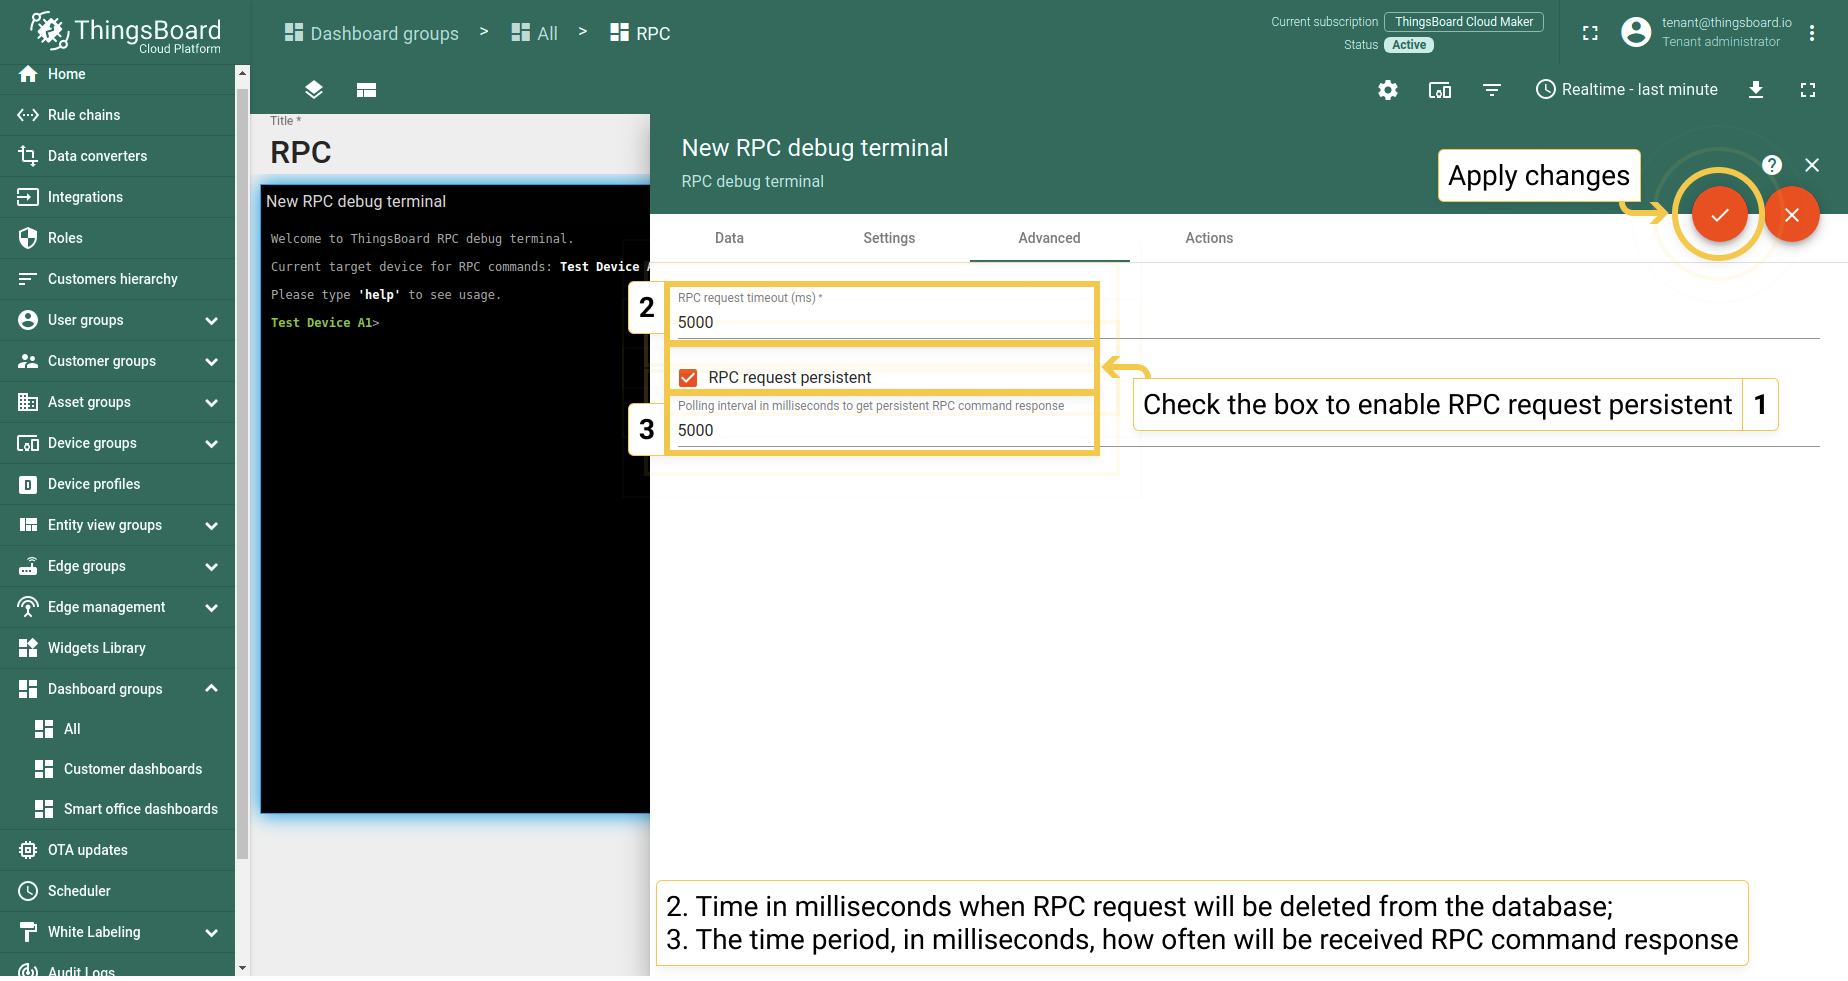 ThingsBoard
Cloud Platform
Dashboard groups > All > RPC
Current subscription ThingsBoard Cloud Maker
Status Active
tenant@thingsboard.io
Tenant administrator
Realtime - last minute
Home
Rule chains
Data converters
Integrations
Roles
Customers hierarchy
User groups
Customer groups
Asset groups
Device groups
Device profiles
Entity view groups
Edge groups
Edge management
Widgets Library
Dashboard groups
All
Customer dashboards
Smart office dashboards
OTA updates
Scheduler
White Labeling
Audit Logs
Title *
RPC
New RPC debug terminal
Welcome to ThingsBoard RPC debug terminal.
Current target device for RPC commands: Test Device
Please type 'help' to see usage.
Test Device A1>
New RPC debug terminal
RPC debug terminal
Apply changes
?
Data
Settings
Advanced
Actions
2
RPC request timeout (ms) *
5000
RPC request persistent
Check the box to enable RPC request persistent 1
3
Polling interval in milliseconds to get persistent RPC command response
5000
2. Time in milliseconds when RPC request will be deleted from the database;
3. The time period, in milliseconds, how often will be received RPC command response